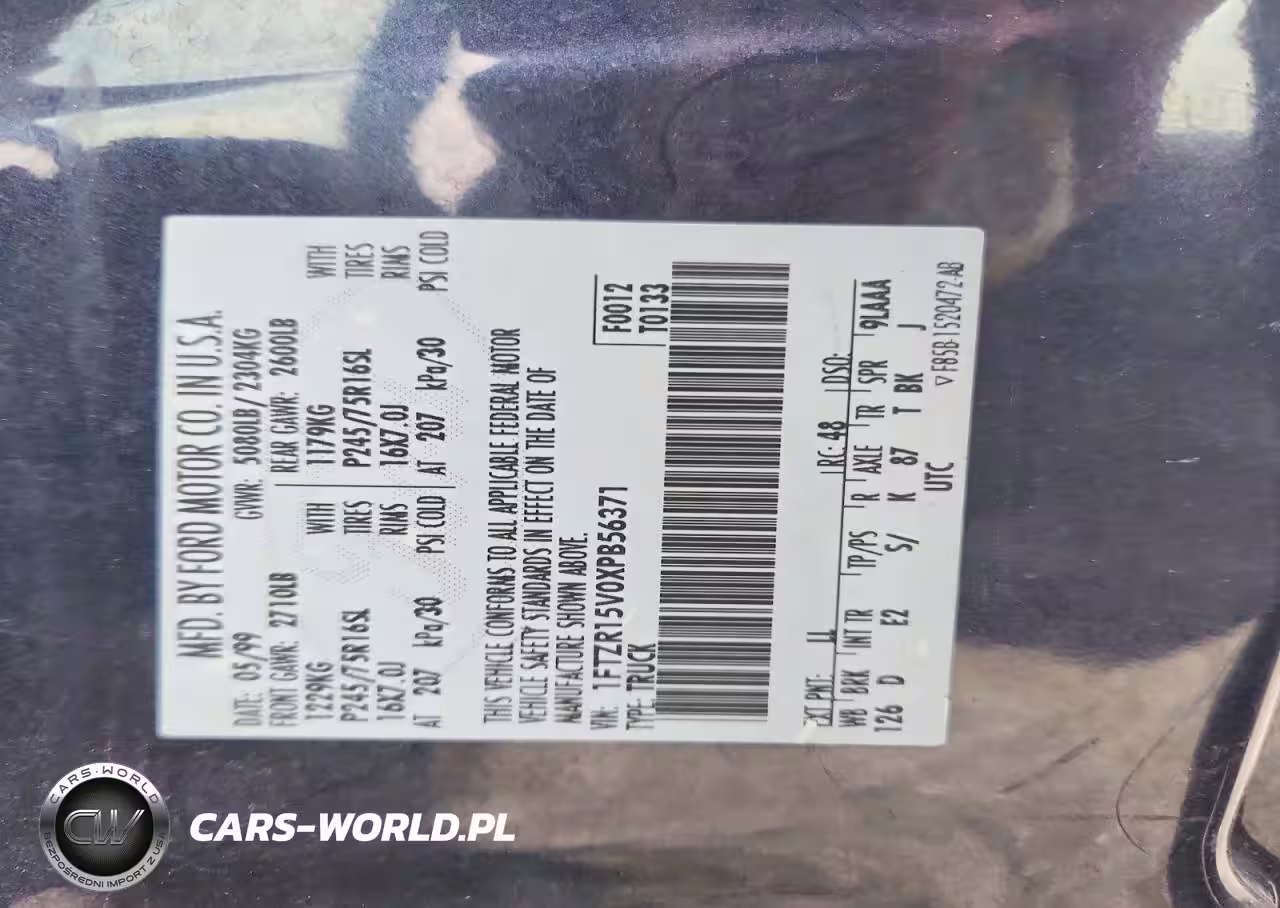 MFD. BY FORD MOTOR CO. IN U.S.A.
DATE: 05/99 GVWR: 5080LB/2304KG
FRONT GAWR: 2710LB REAR GAWR: 2600LB
1229KG WITH 1179KG WITH
P245/75R16SL TIRES P245/75R16SL TIRES
16X7.0J RIMS 16X7.0J RIMS
AT 207 kPa/30 PSI COLD AT 207 kPa/30 PSI COLD
THIS VEHICLE CONFORMS TO ALL APPLICABLE FEDERAL MOTOR
VEHICLE SAFETY STANDARDS IN EFFECT ON THE DATE OF
MANUFACTURE SHOWN ABOVE.
VIN: 1FTZR15V0XPB56371 F0012
TYPE: TRUCK T0133
EXT PNT: LL RC: 48 DSO:
WB BRK INT TR TP/PS R AXLE TR SPR 9LAAA
126 D E2 S/ K 87 T BK J
UTC
▽ F85B-1520472-AB
CARS-WORLD
CW
BEZPOŚREDNI IMPORT Z USA
CARS-WORLD.PL